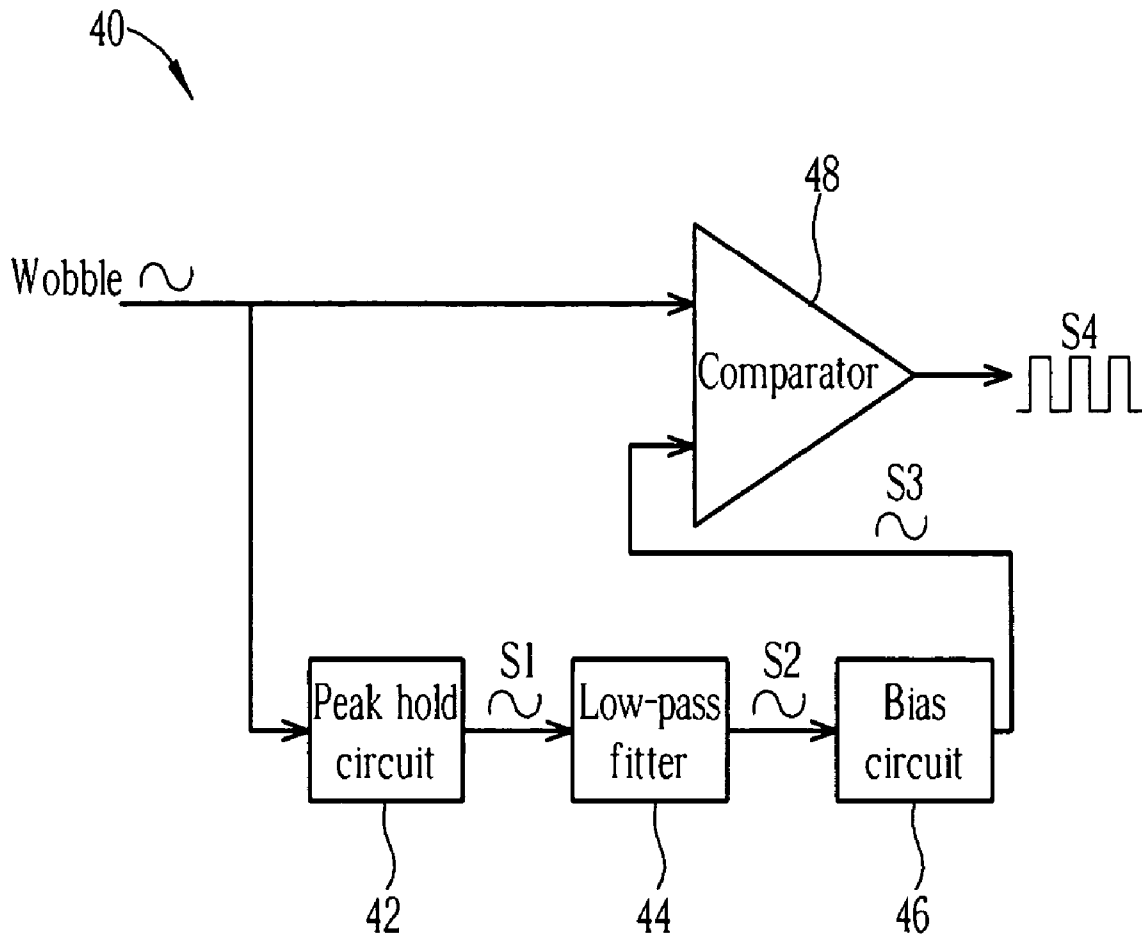 40
48
Wobble
S4
Comparator
S3
S1
S2
Peak hold
circuit
Low-pass
fitter
Bias
circuit
42
44
46